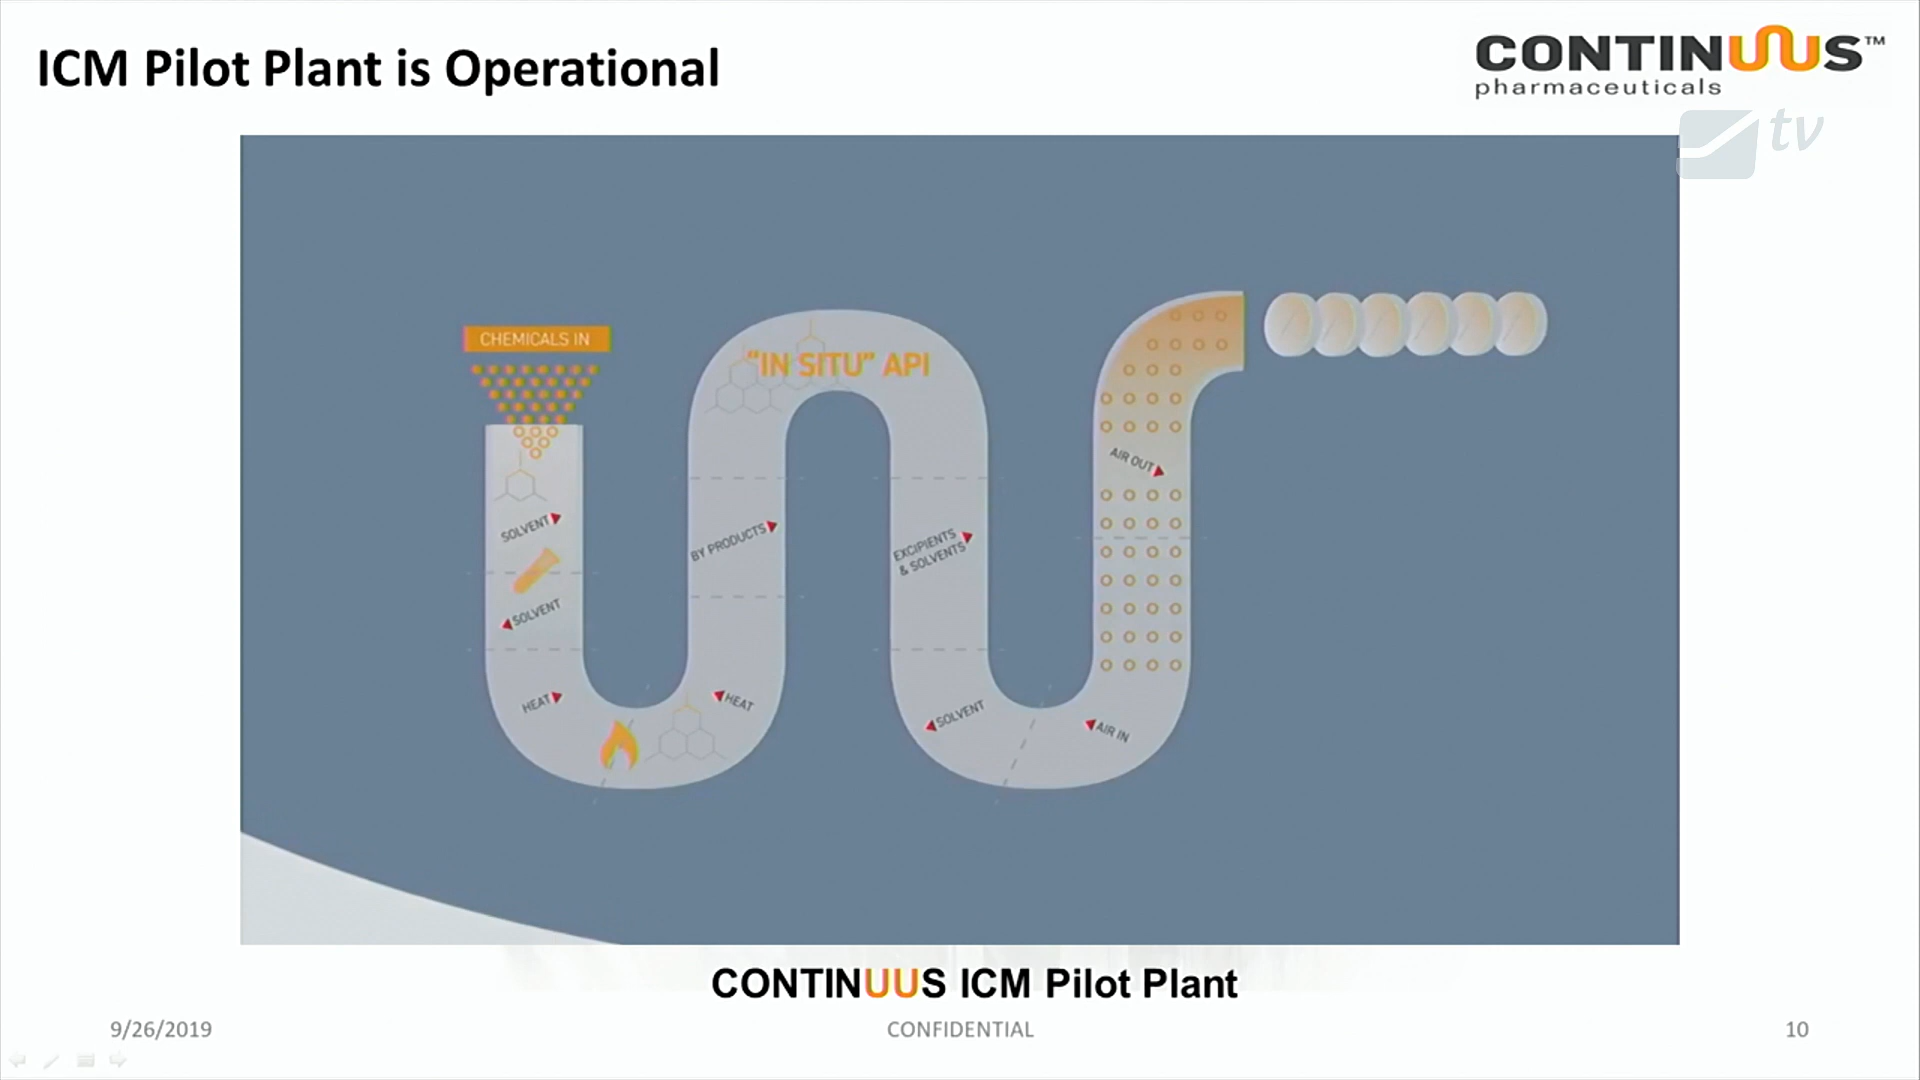 ICM Pilot Plant is Operational
CONTINUUS™
pharmaceuticals
tv
CHEMICALS IN
"IN SITU" API
SOLVENT
SOLVENT
HEAT
HEAT
BY PRODUCTS
EXCIPIENTS
& SOLVENTS
SOLVENT
AIR IN
AIR OUT
CONTINUUS ICM Pilot Plant
9/26/2019
CONFIDENTIAL
10